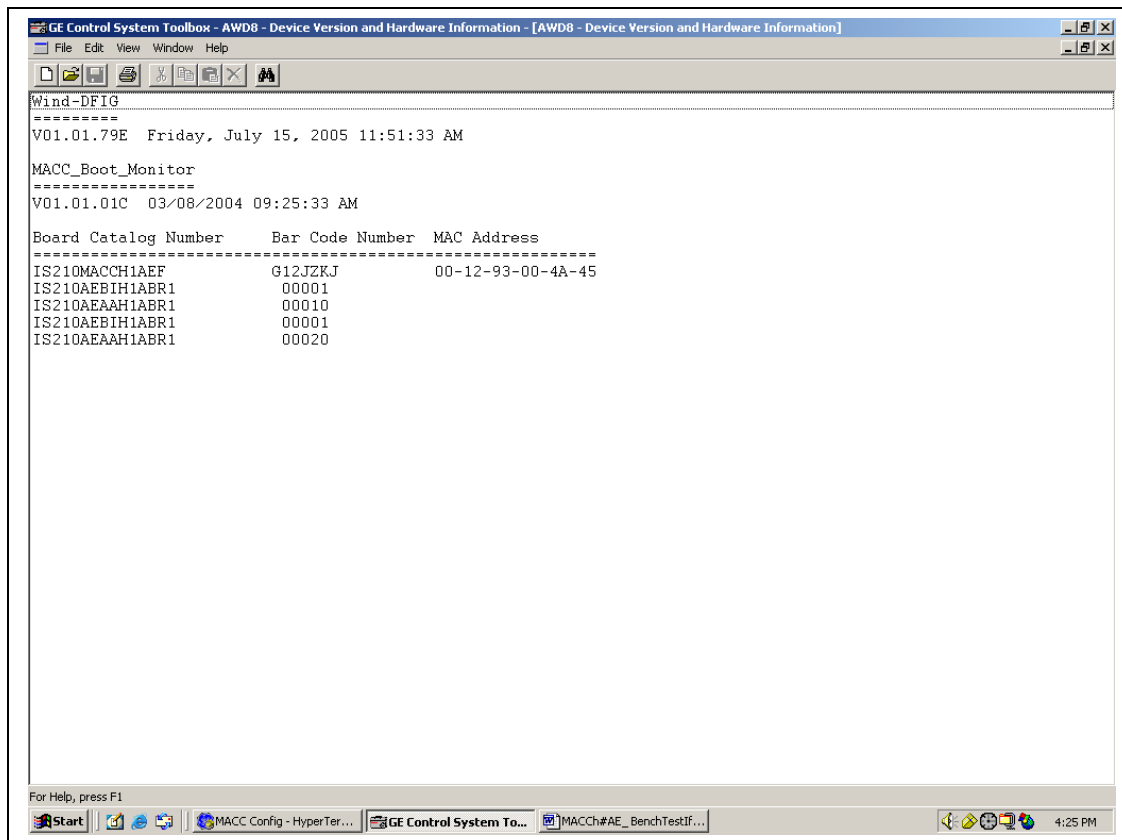 GE Control System Toolbox - AWD8 - Device Version and Hardware Information - [AWD8 - Device Version and Hardware Information]
File Edit View Window Help
Wind-DFIG
=========
V01.01.79E Friday, July 15, 2005 11:51:33 AM
MACC_Boot_Monitor
=================
V01.01.01C 03/08/2004 09:25:33 AM
Board Catalog Number Bar Code Number MAC Address
===========================================================
IS210MACCH1AEF G12JZKJ 00-12-93-00-4A-45
IS210AEBIH1ABR1 00001
IS210AEAAH1ABR1 00010
IS210AEBIH1ABR1 00001
IS210AEAAH1ABR1 00020
For Help, press F1
Start MACC Config - HyperTer... GE Control System To... MACCh#AE_BenchTestIf... 4:25 PM